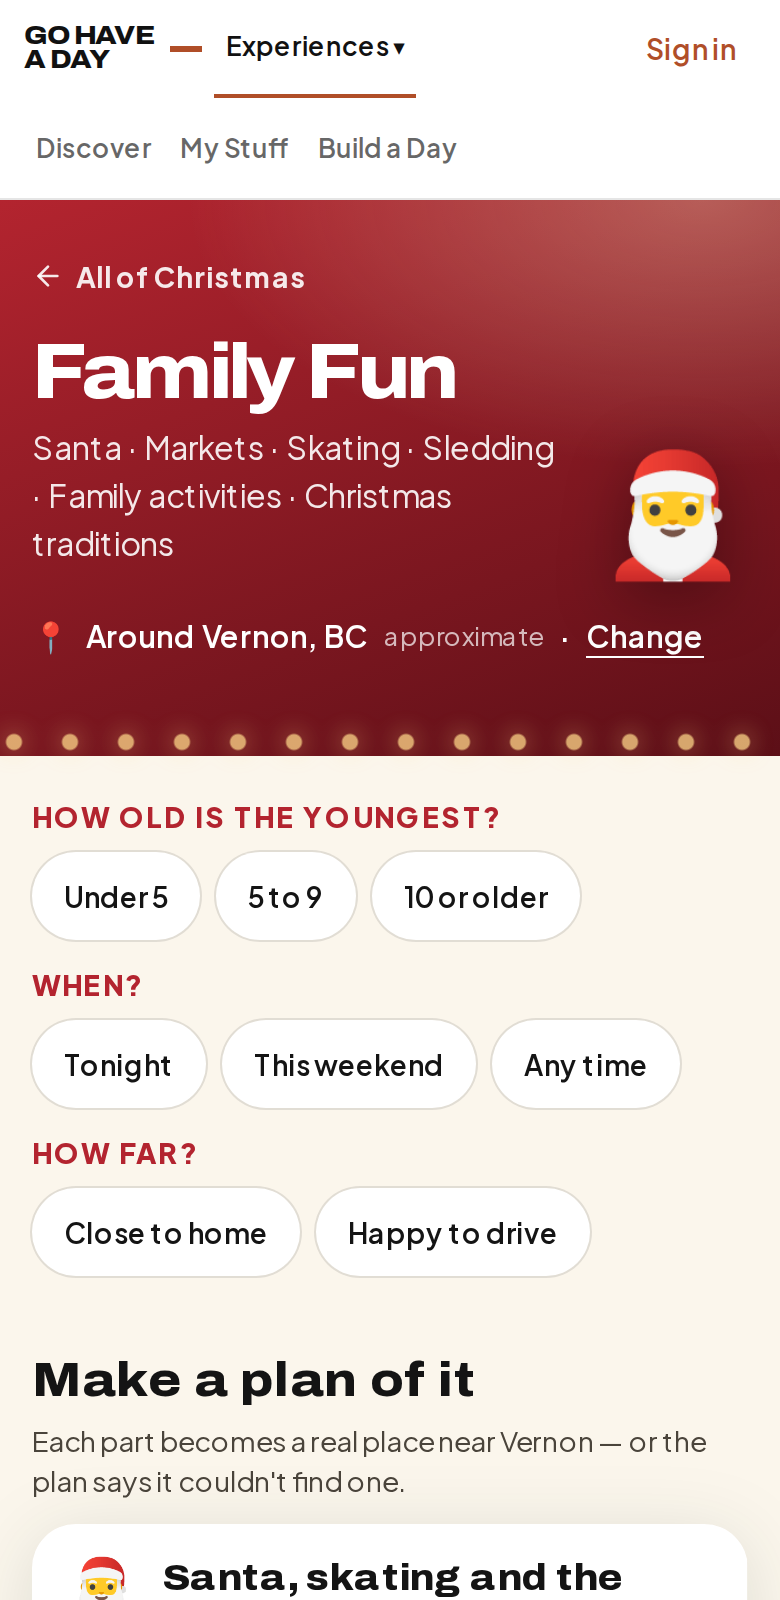 GO HAVE
A DAY
Experiences ▾
Sign in
Discover My Stuff Build a Day
← All of Christmas
Family Fun
Santa · Markets · Skating · Sledding
· Family activities · Christmas
traditions
Around Vernon, BC approximate · Change
HOW OLD IS THE YOUNGEST?
Under 5 5 to 9 10 or older
WHEN?
Tonight This weekend Any time
HOW FAR?
Close to home Happy to drive
Make a plan of it
Each part becomes a real place near Vernon — or the
plan says it couldn't find one.
Santa, skating and the